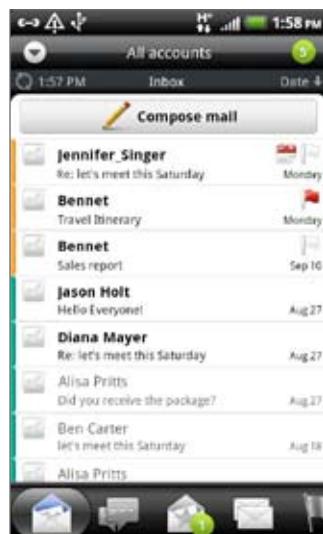 H 1:58 PM
All accounts 5
1:57 PM Inbox Date
Compose mail
Jennifer_Singer
Re: let's meet this Saturday Monday
Bennet
Travel Itinerary Monday
Bennet
Sales report Sep 16
Jason Holt
Hello Everyone! Aug 27
Diana Mayer
Re: let's meet this Saturday Aug 27
Alisa Pritts
Did you receive the package? Aug 27
Ben Carter
let's meet this Saturday Aug 18
Alisa Pritts
1